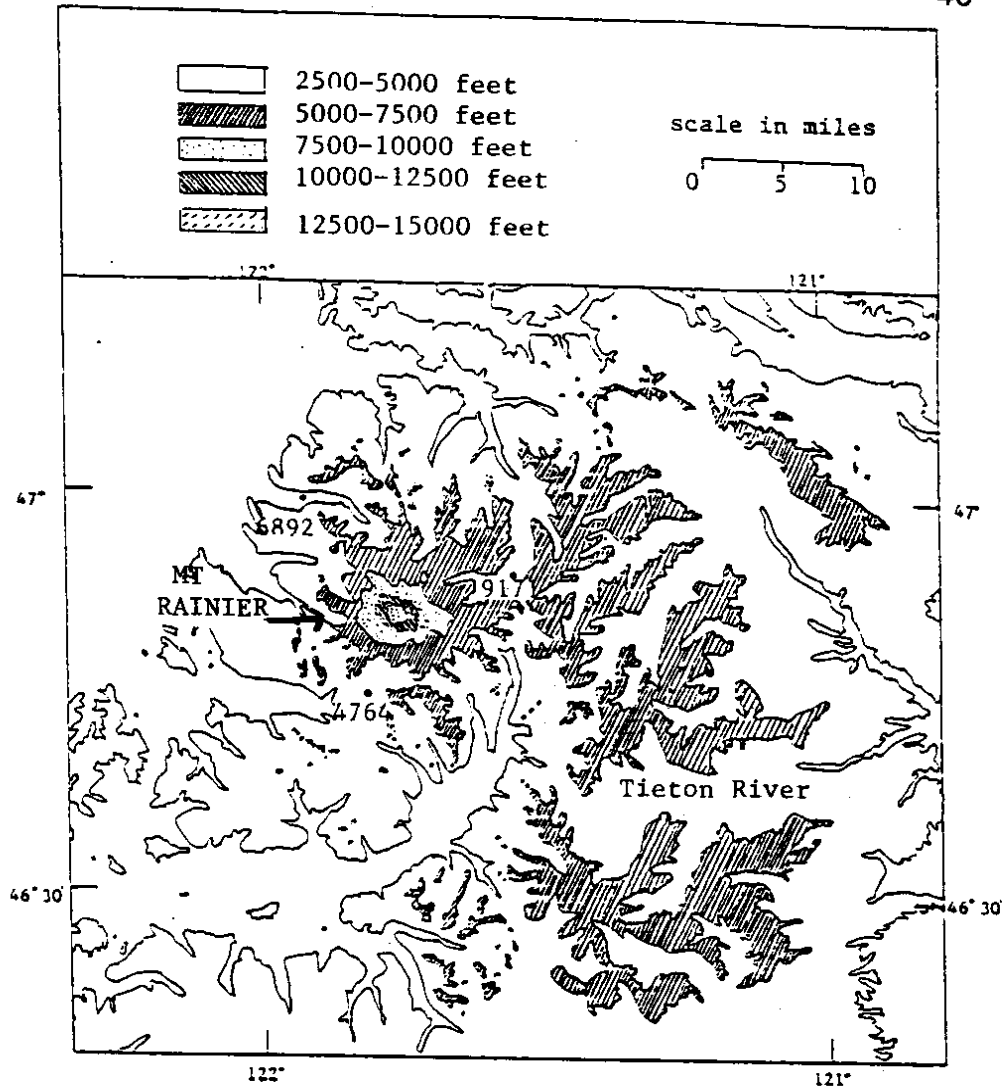 2500-5000 feet
5000-7500 feet
7500-10000 feet
10000-12500 feet
12500-15000 feet
scale in miles
0 5 10
121°
47°
47°
6892
MT
RAINIER
917
4764
Tieton River
46° 30
46° 30
122°
121°